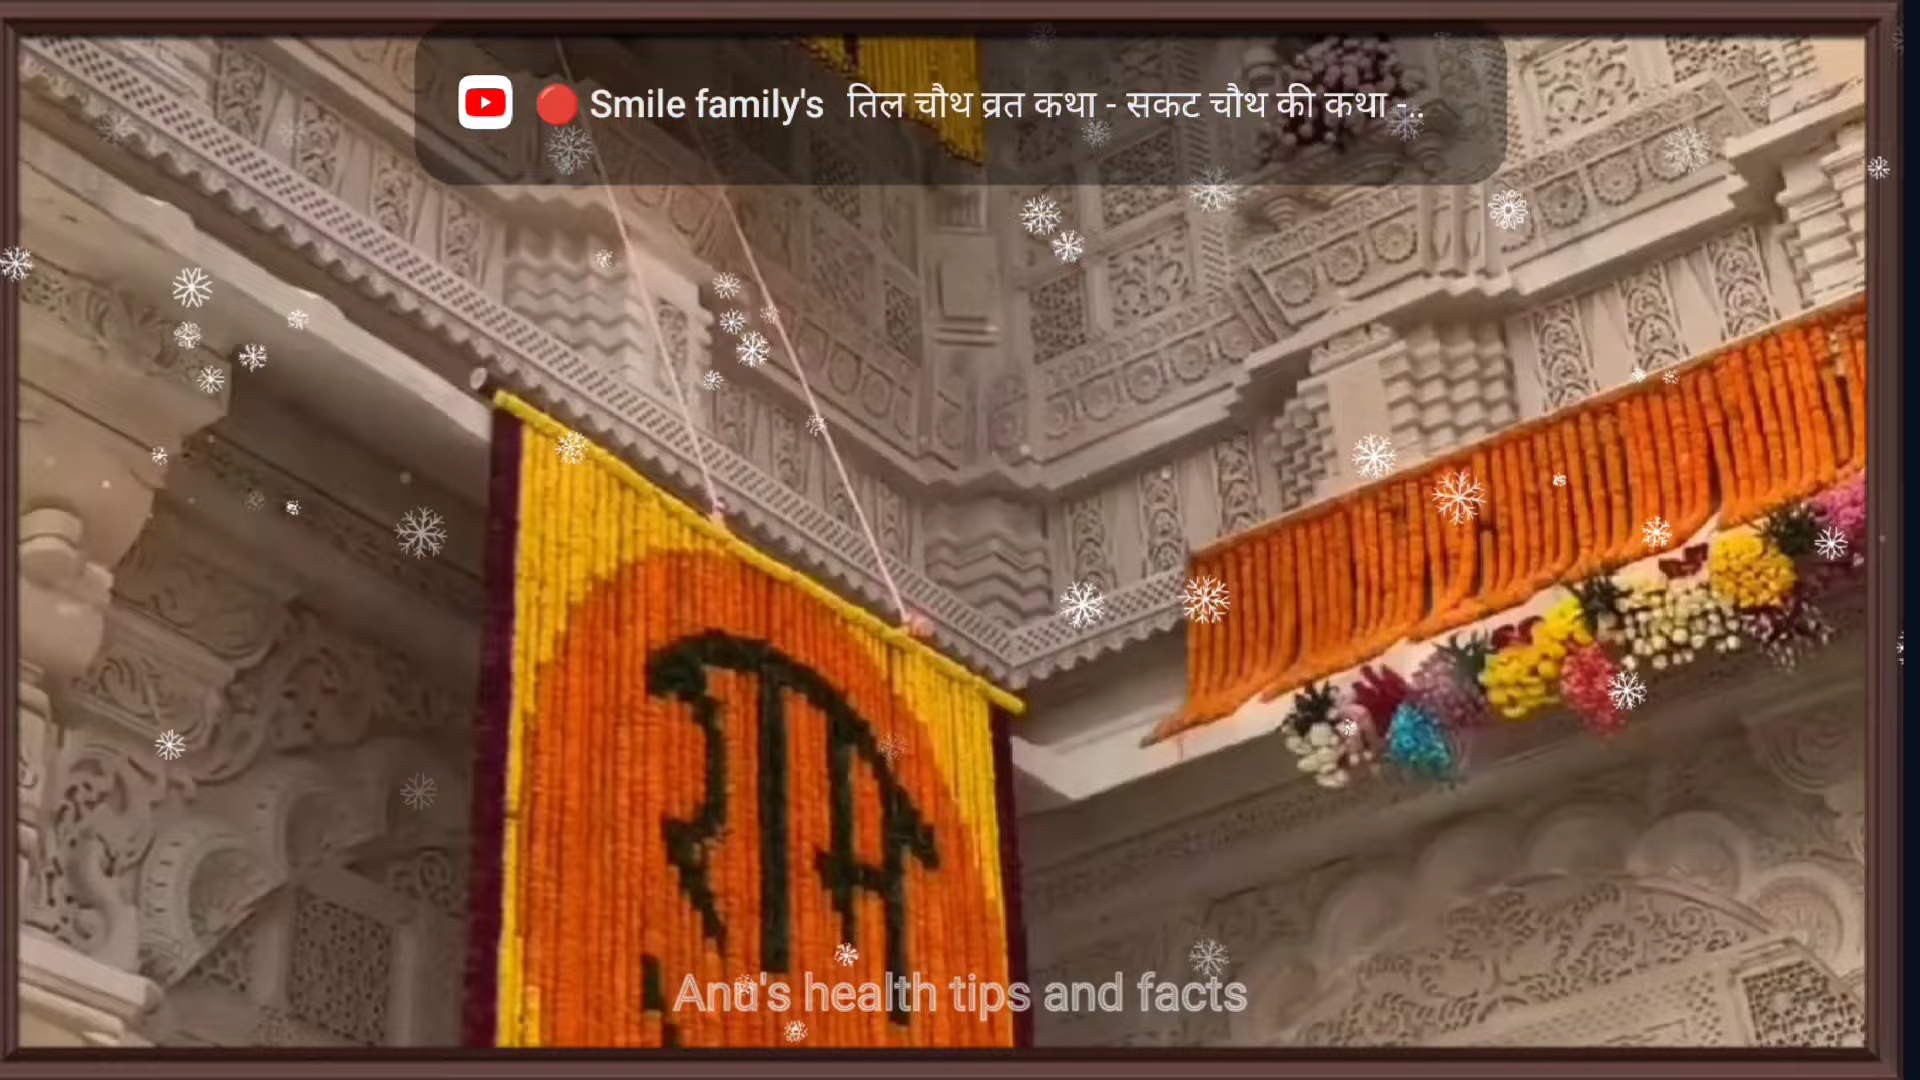 🔴 Smile family's तिल चौथ व्रत कथा - सकट चौथ की कथा -..
राम
Anu's health tips and facts